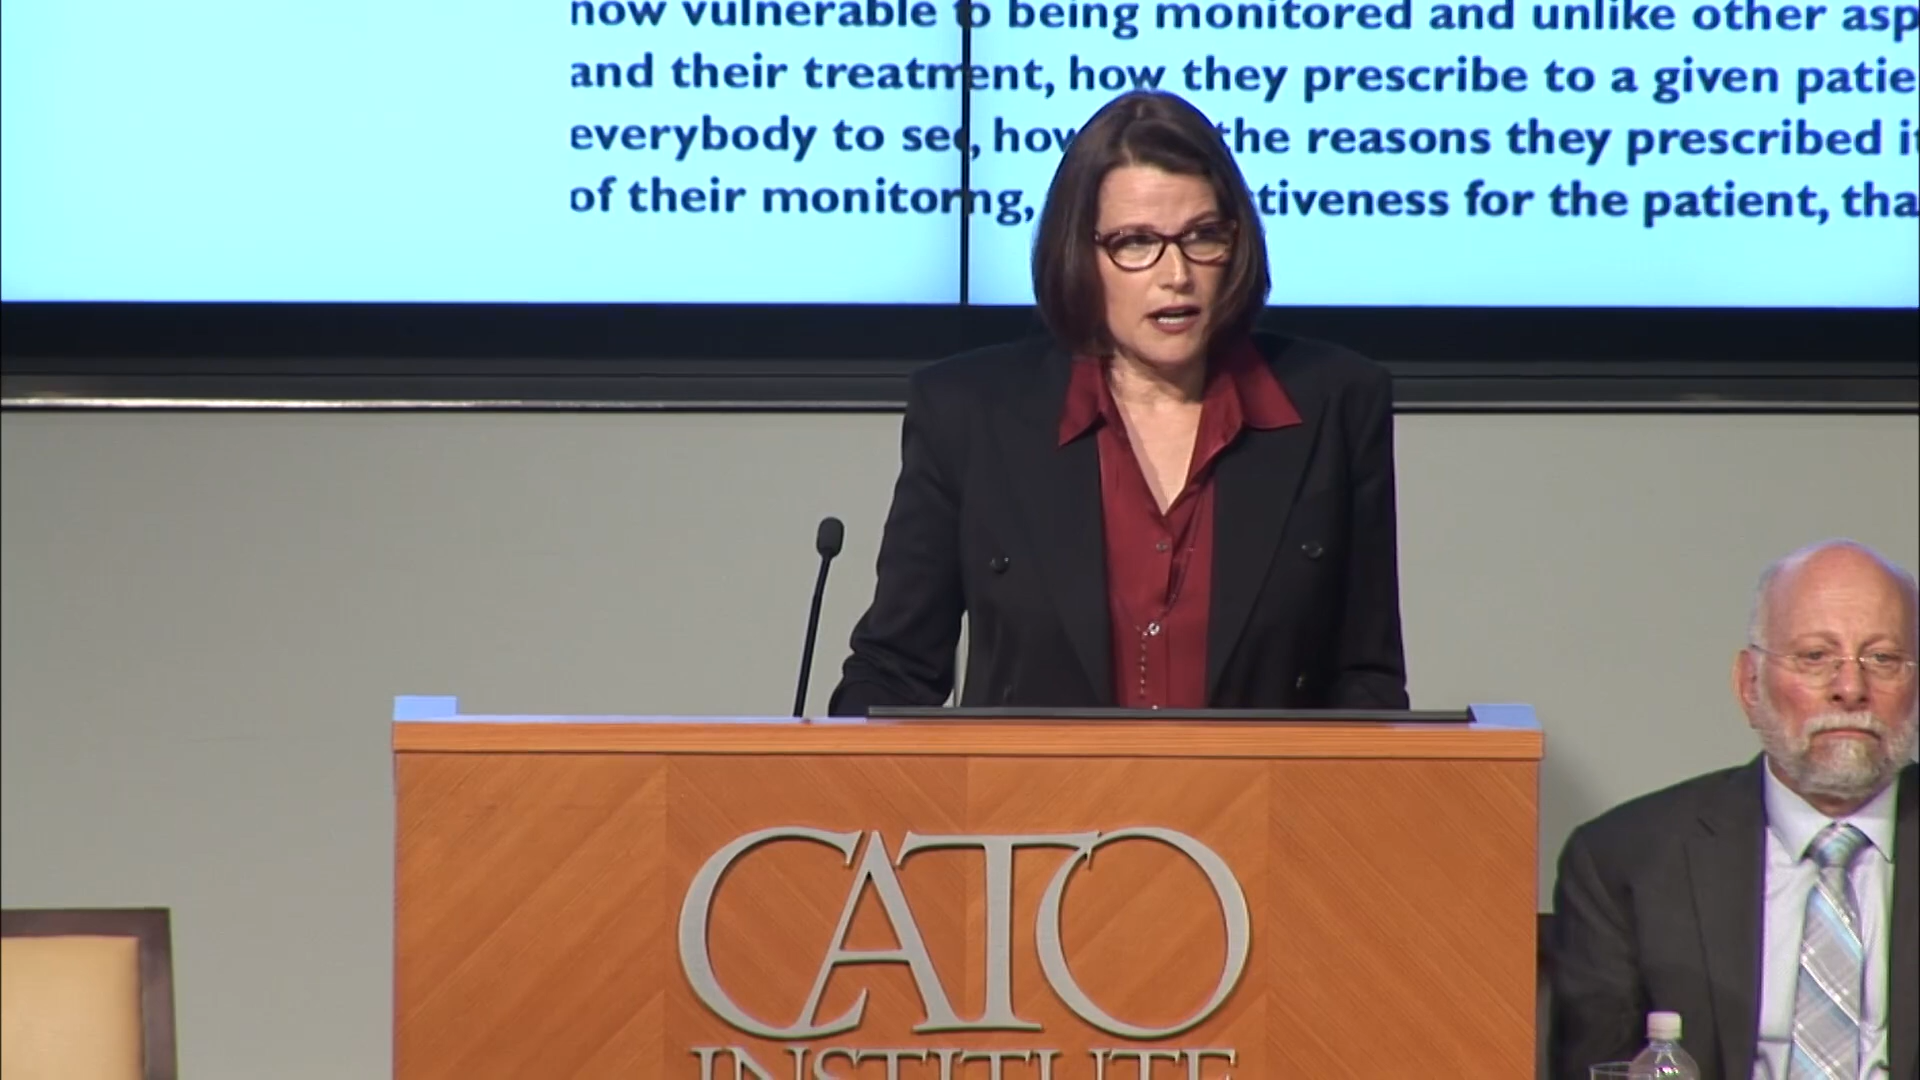 now vulnerable to being monitored and unlike other asp
and their treatment, how they prescribe to a given patie
everybody to see, how the reasons they prescribed it
of their monitoring, tiveness for the patient, tha
CATO
INSTITUTE